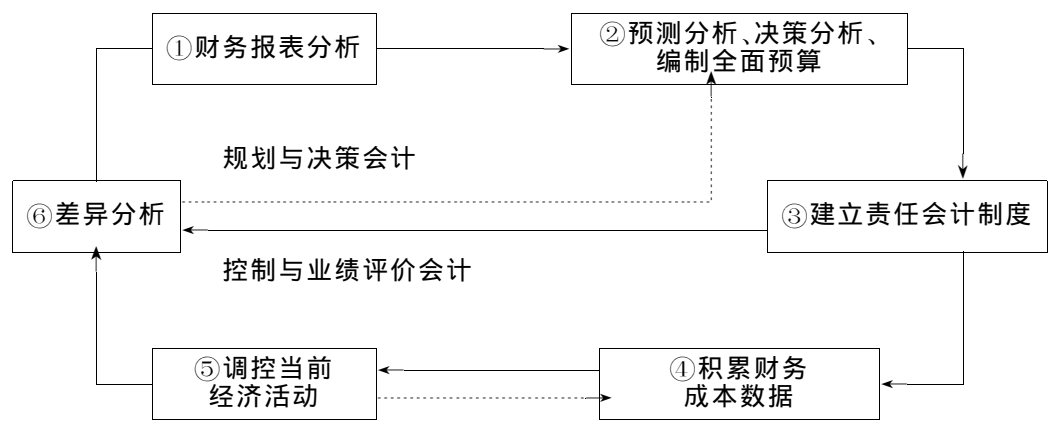 ①财务报表分析
②预测分析、决策分析、
编制全面预算
规划与决策会计
⑥差异分析
③建立责任会计制度
控制与业绩评价会计
⑤调控当前
经济活动
④积累财务
成本数据